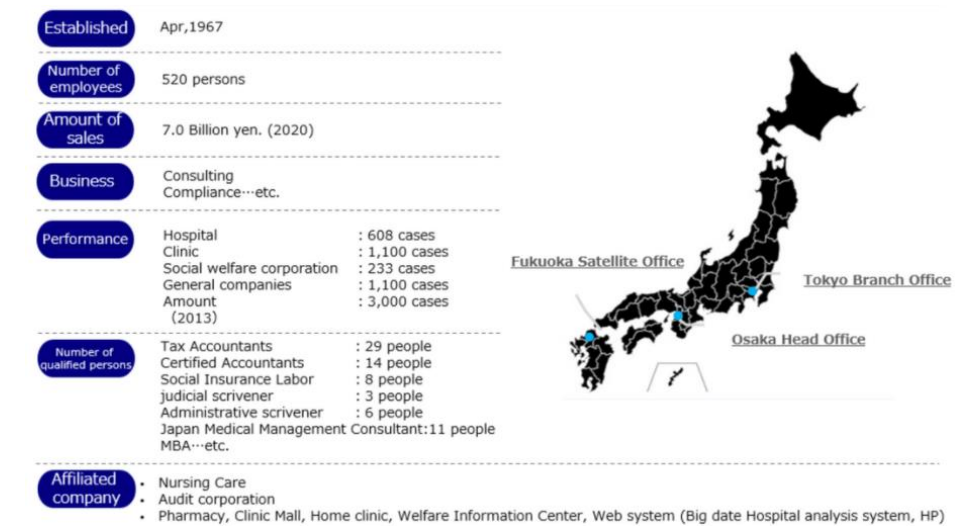 Established
Apr,1967
Number of
employees
520 persons
Amount of
sales
7.0 Billion yen. (2020)
Business
Consulting
Compliance…etc.
Performance
Hospital : 608 cases
Clinic : 1,100 cases
Social welfare corporation : 233 cases
General companies : 1,100 cases
Amount : 3,000 cases
（2013）
Number of
qualified persons
Tax Accountants : 29 people
Certified Accountants : 14 people
Social Insurance Labor : 8 people
judicial scrivener : 3 people
Administrative scrivener : 6 people
Japan Medical Management Consultant:11 people
MBA…etc.
Fukuoka Satellite Office
Tokyo Branch Office
Osaka Head Office
Affiliated
company
• Nursing Care
• Audit corporation
• Pharmacy, Clinic Mall, Home clinic, Welfare Information Center, Web system (Big date Hospital analysis system, HP)